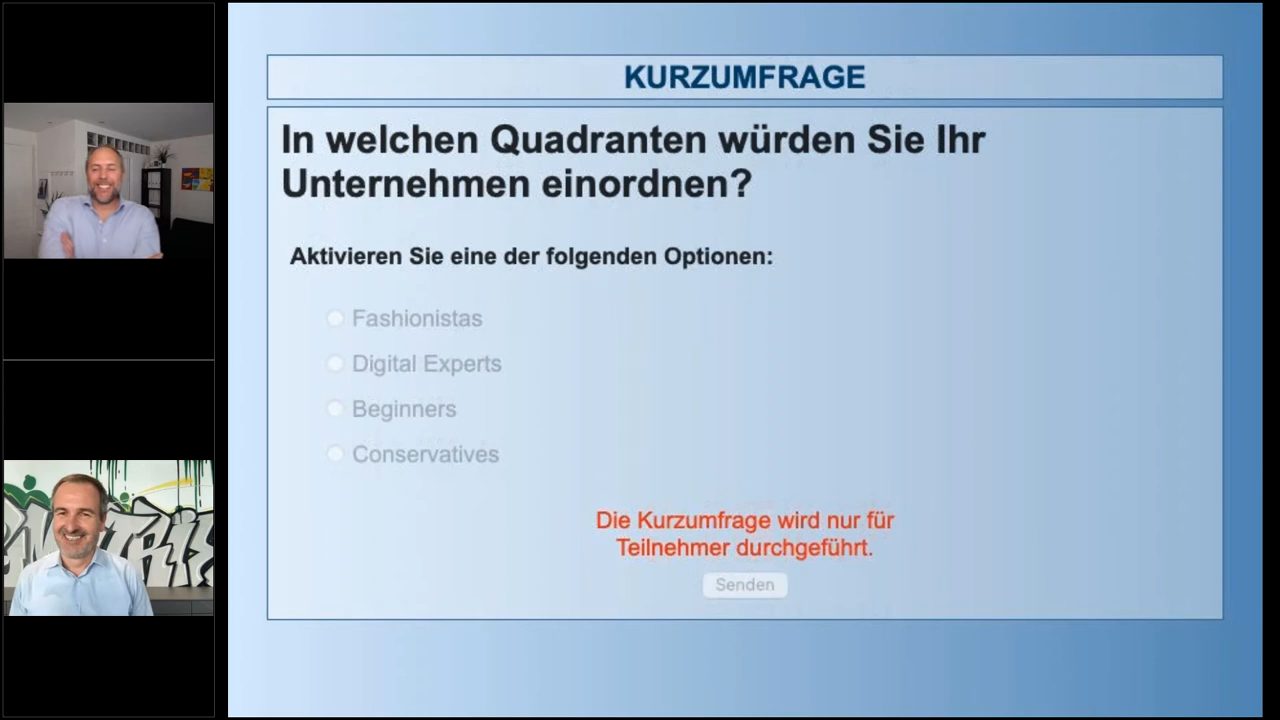 KURZUMFRAGE
In welchen Quadranten würden Sie Ihr
Unternehmen einordnen?
Aktivieren Sie eine der folgenden Optionen:
Fashionistas
Digital Experts
Beginners
Conservatives
Die Kurzumfrage wird nur für
Teilnehmer durchgeführt.
Senden